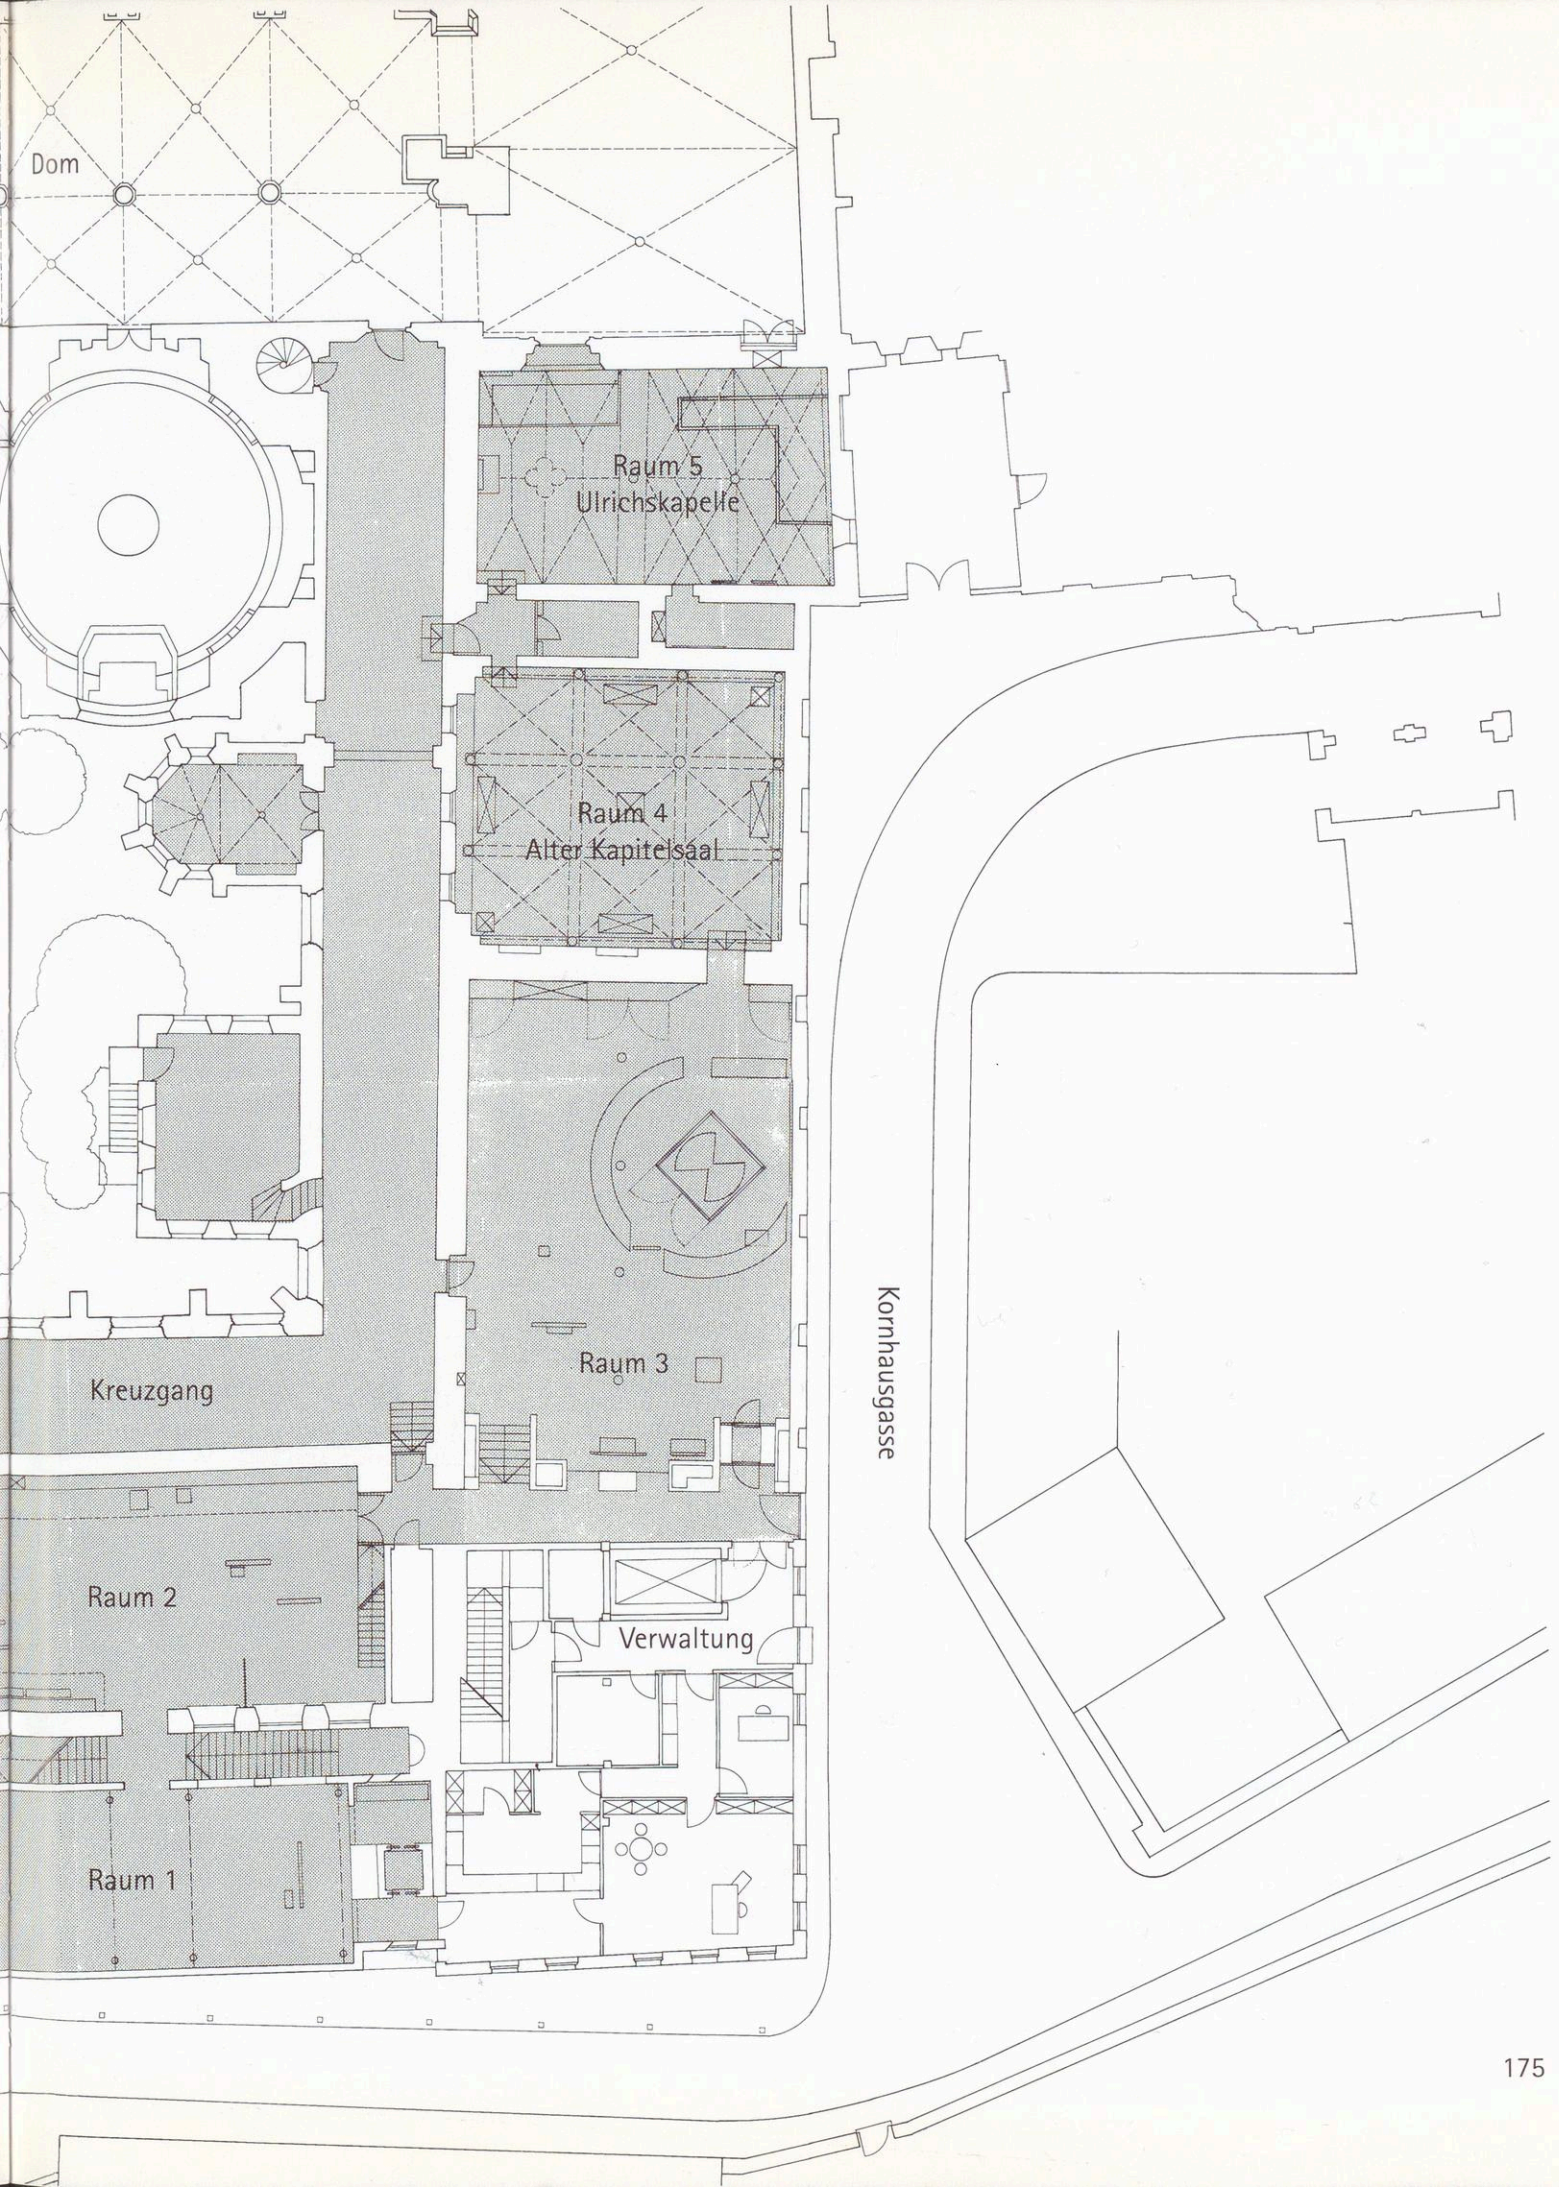 Dom
Raum 5
Ulrichskapelle
Raum 4
Alter Kapitelsaal
Raum 3
Kornhausgasse
Kreuzgang
Raum 2
Verwaltung
Raum 1
175